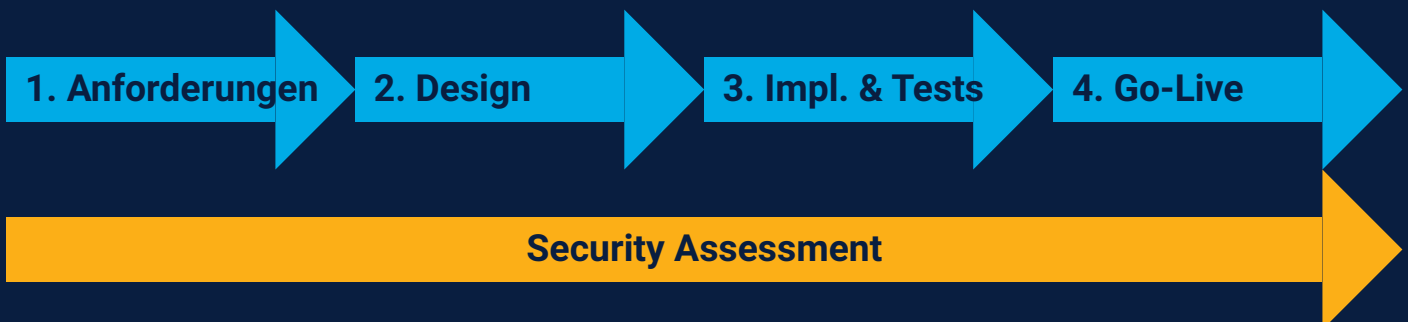 1. Anforderungen
2. Design
3. Impl. & Tests
4. Go-Live
Security Assessment